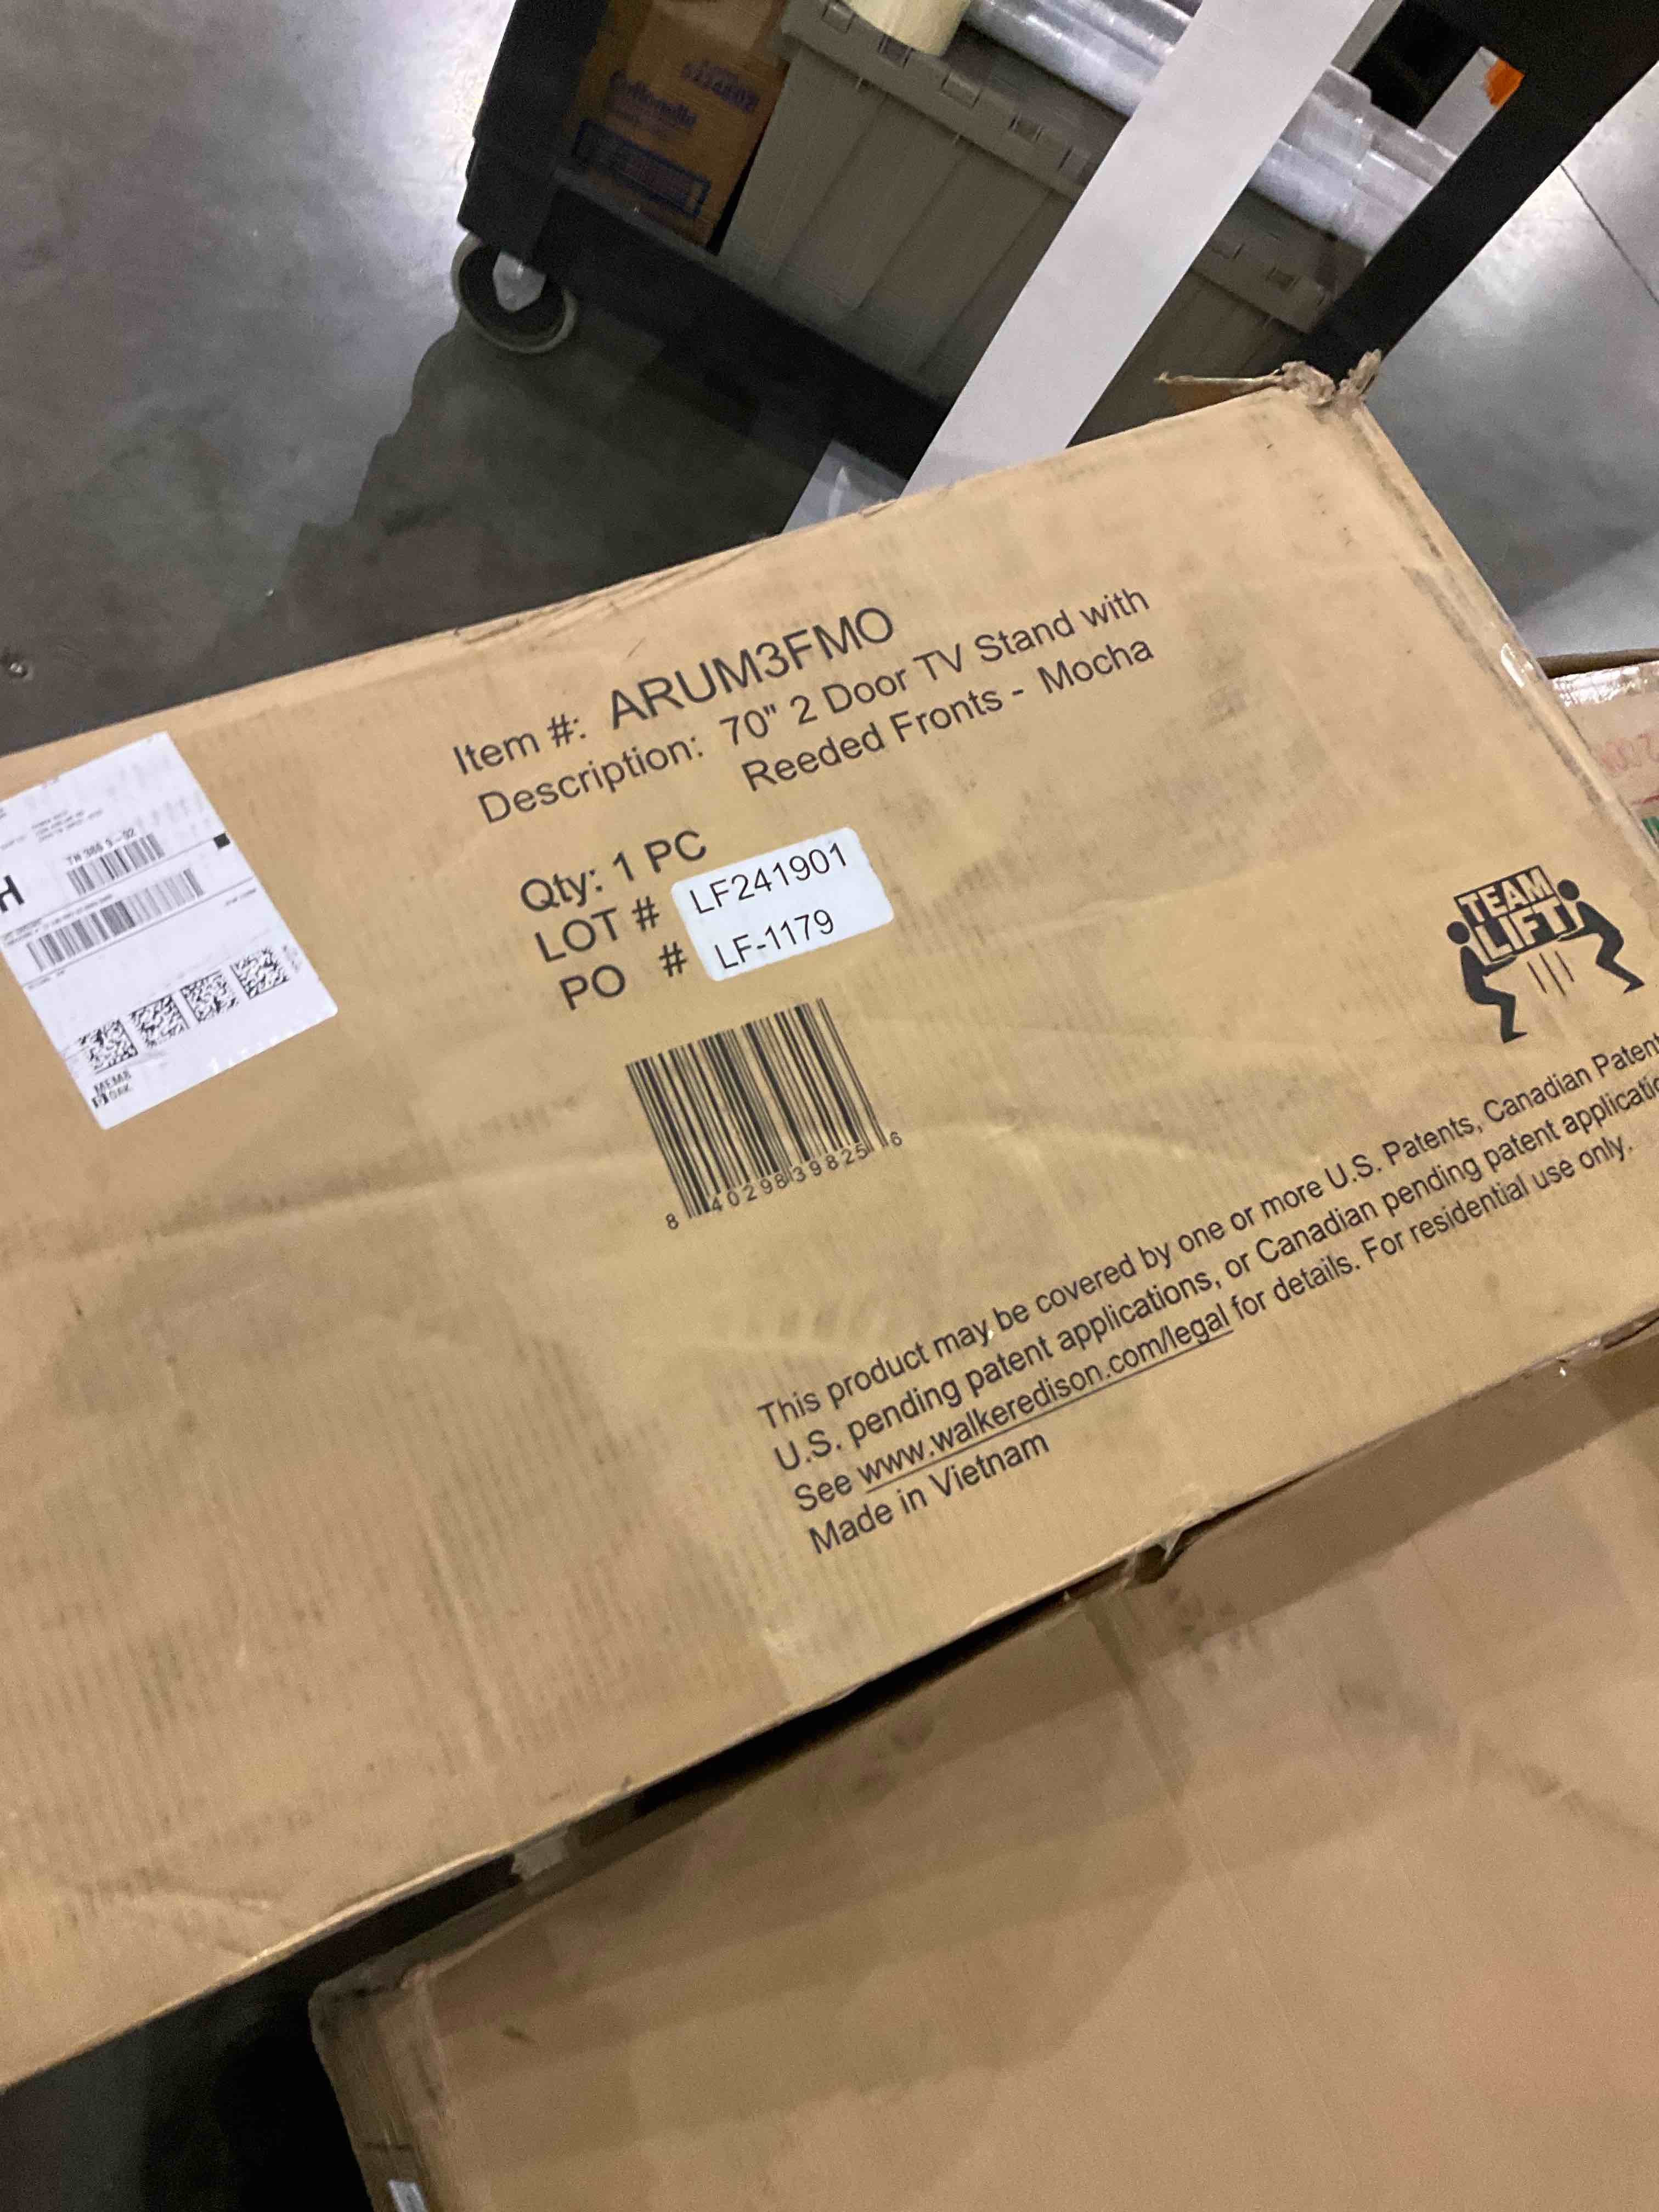 Cottonelle
Item #: ARUM3FMO
Description: 70" 2 Door TV Stand with
Reeded Fronts - Mocha
Qty: 1 PC
LOT # LF241901
PO # LF-1179
8 40298 39825 6
TEAM
LIFT
H
This product may be covered by one or more U.S. Patents, Canadian Patent
U.S. pending patent applications, or Canadian pending patent applicatio
See www.walkeredison.com/legal for details. For residential use only.
Made in Vietnam